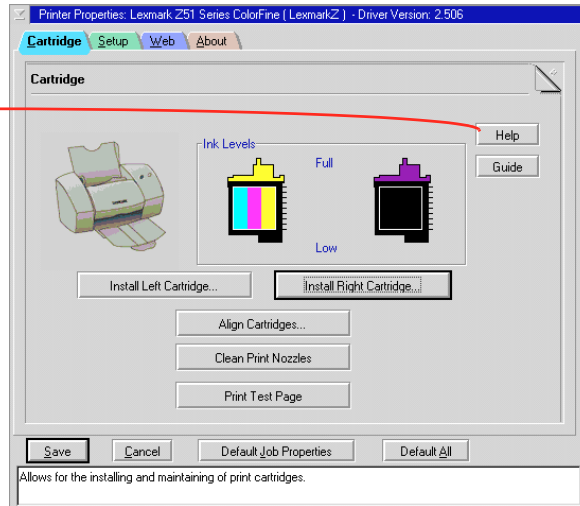 Printer Properties: Lexmark Z51 Series ColorFine ( LexmarkZ ) - Driver Version: 2.506
Cartridge Setup Web About
Cartridge
Help
Ink Levels
Full
Guide
Low
Install Left Cartridge... Install Right Cartridge...
Align Cartridges...
Clean Print Nozzles
Print Test Page
Save Cancel Default Job Properties Default All
Allows for the installing and maintaining of print cartridges.